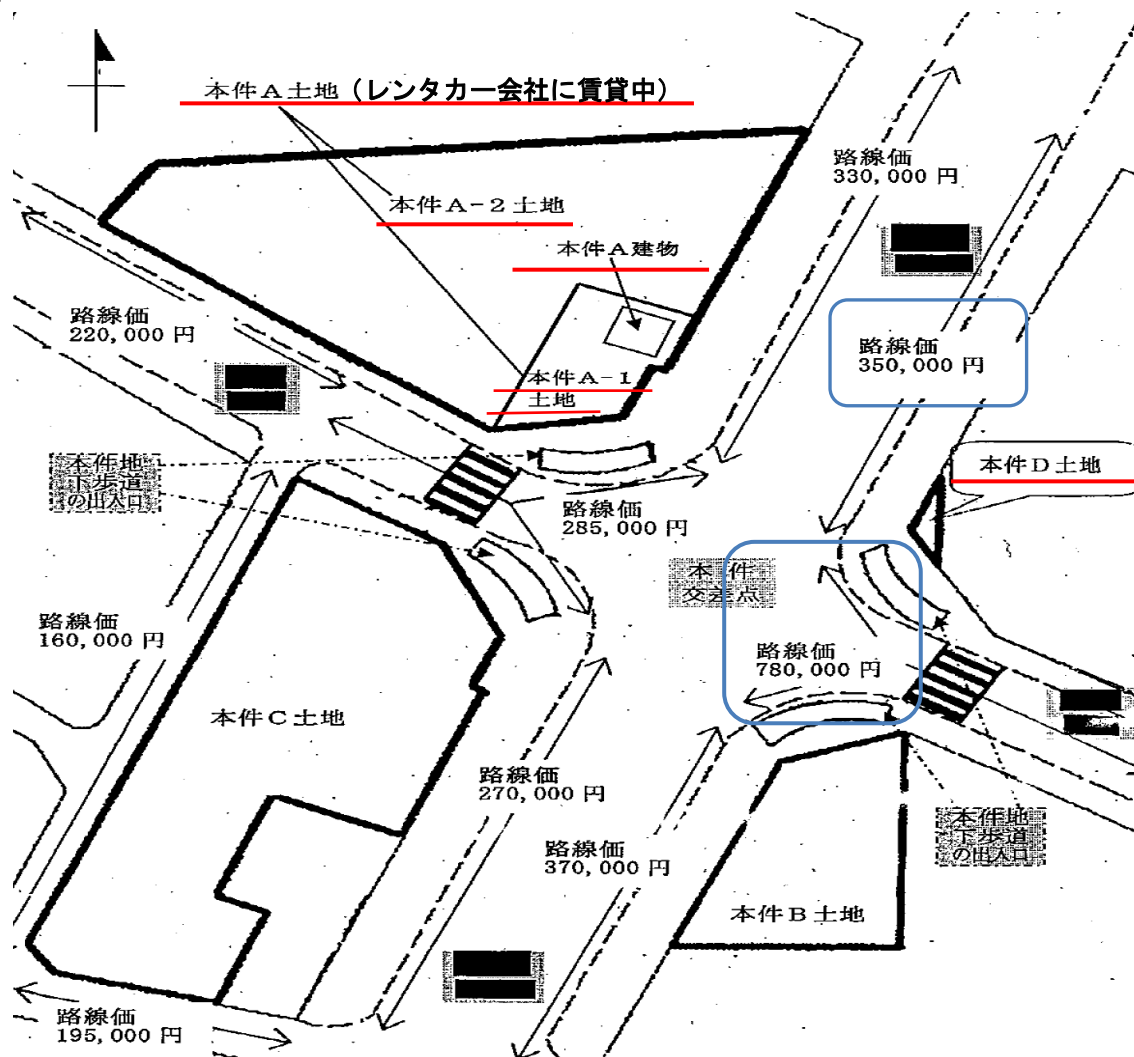 本件A土地（レンタカー会社に賃貸中）
路線価
330,000 円
本件A-2土地
本件A建物
路線価
220,000 円
路線価
350,000 円
本件A-1
土地
本件地
下歩道
の出入口
本件D土地
路線価
285,000 円
本件
交差点
路線価
160,000 円
路線価
780,000 円
本件C土地
路線価
270,000 円
本件地
下歩道
の出入口
路線価
370,000 円
本件B土地
路線価
195,000 円